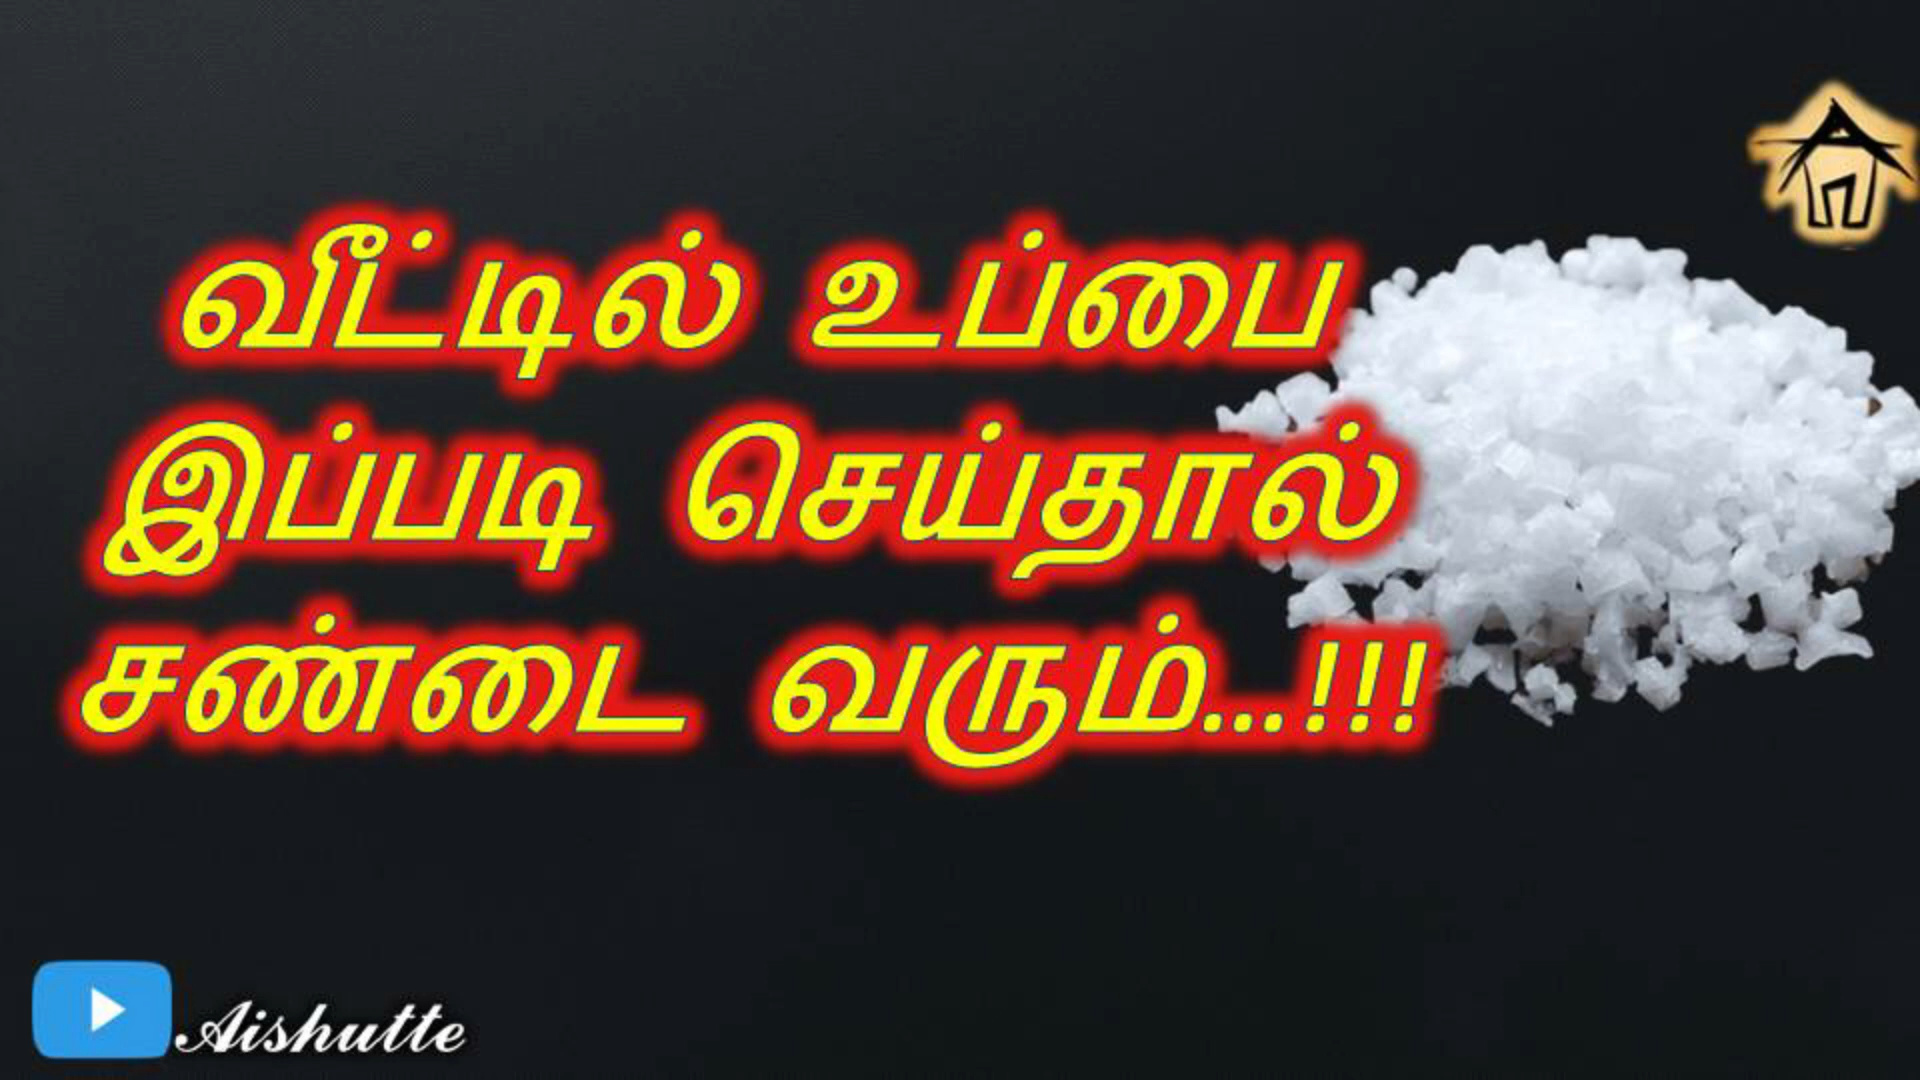 வீட்டில் உப்பை
இப்படி செய்தால்
சண்டை வரும்...!!!
Aishutte